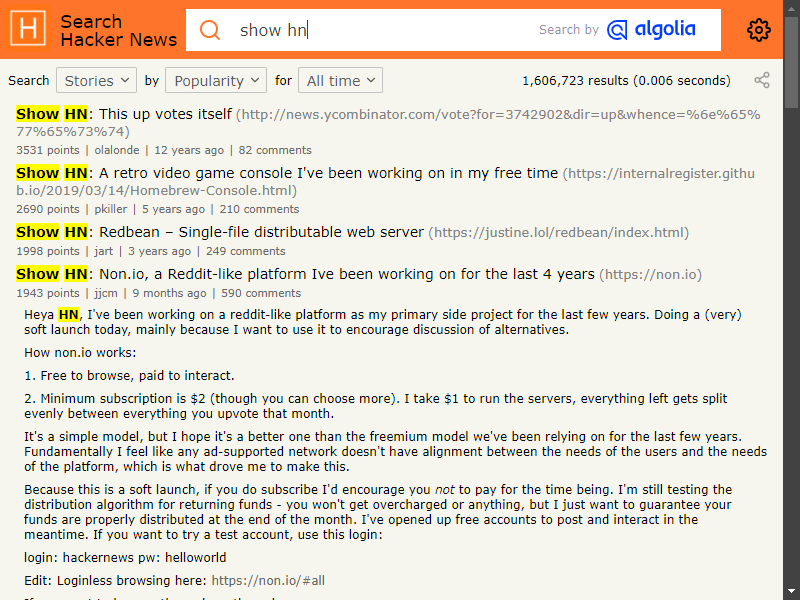 H
Search
Hacker News
show hn
Search by algolia
Search Stories by Popularity for All time
1,606,723 results (0.006 seconds)
Show HN: This up votes itself (http://news.ycombinator.com/vote?for=3742902&dir=up&whence=%6e%65%
77%65%73%74)
3531 points | olalonde | 12 years ago | 82 comments
Show HN: A retro video game console I've been working on in my free time (https://internalregister.githu
b.io/2019/03/14/Homebrew-Console.html)
2690 points | pkiller | 5 years ago | 210 comments
Show HN: Redbean – Single-file distributable web server (https://justine.lol/redbean/index.html)
1998 points | jart | 3 years ago | 249 comments
Show HN: Non.io, a Reddit-like platform Ive been working on for the last 4 years (https://non.io)
1943 points | jjcm | 9 months ago | 590 comments
Heya HN, I've been working on a reddit-like platform as my primary side project for the last few years. Doing a (very)
soft launch today, mainly because I want to use it to encourage discussion of alternatives.
How non.io works:
1. Free to browse, paid to interact.
2. Minimum subscription is $2 (though you can choose more). I take $1 to run the servers, everything left gets split
evenly between everything you upvote that month.
It's a simple model, but I hope it's a better one than the freemium model we've been relying on for the last few years.
Fundamentally I feel like any ad-supported network doesn't have alignment between the needs of the users and the needs
of the platform, which is what drove me to make this.
Because this is a soft launch, if you do subscribe I'd encourage you not to pay for the time being. I'm still testing the
distribution algorithm for returning funds - you won't get overcharged or anything, but I just want to guarantee your
funds are properly distributed at the end of the month. I've opened up free accounts to post and interact in the
meantime. If you want to try a test account, use this login:
login: hackernews pw: helloworld
Edit: Loginless browsing here: https://non.io/#all